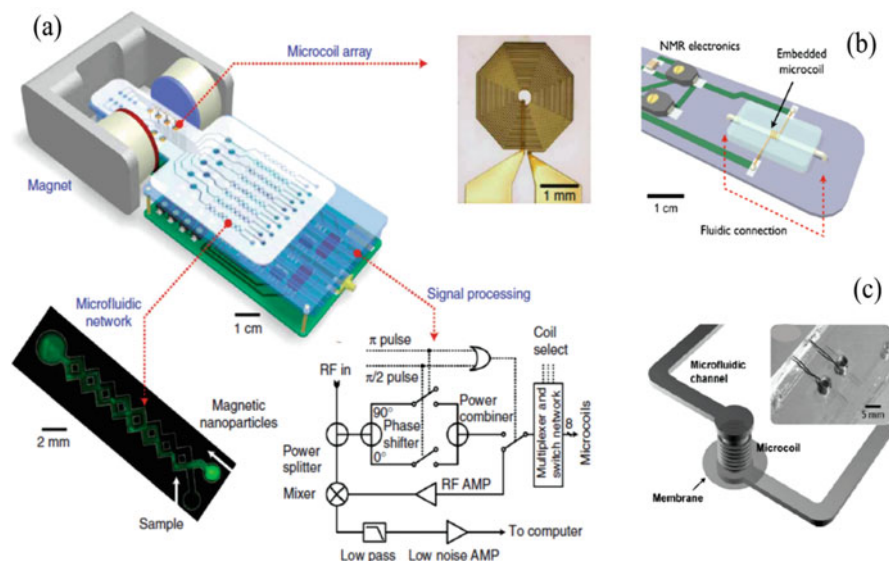 (a)
Microcoil array
Magnet
1 mm
Microfluidic
network
1 cm
Signal processing
2 mm
Magnetic
nanoparticles
Sample
π pulse
RF in
π/2 pulse
Coil
select
90°
Phase
shifter
0°
Power
combiner
Power
splitter
Multiplexer and
switch network
8
Microcoils
Mixer
RF AMP
To computer
Low pass
Low noise AMP
(b)
NMR electronics
Embedded
microcoil
1 cm
Fluidic connection
(c)
Microfluidic
channel
5 mm
Microcoil
Membrane